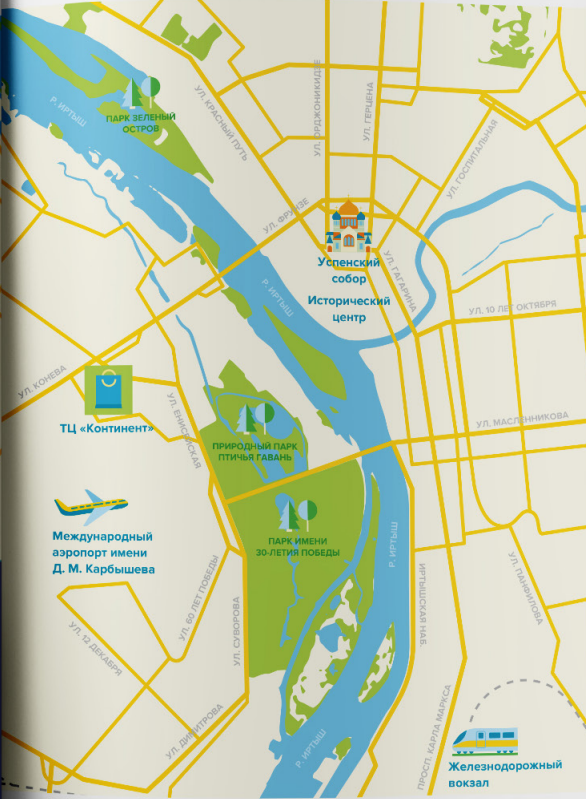 Р. ИРТЫШ
ПАРК ЗЕЛЕНЫЙ
ОСТРОВ
УЛ. КРАСНЫЙ ПУТЬ
УЛ. ОРДЖОНИКИДЗЕ
УЛ. ГЕРЦЕНА
УЛ. ГОСПИТАЛЬНАЯ
УЛ. ФРУНЗЕ
Успенский
собор
Исторический
центр
УЛ. ГАГАРИНА
Р. ИРТЫШ
УЛ. 10 ЛЕТ ОКТЯБРЯ
УЛ. КОНЕВА
ТЦ «Континент»
УЛ. ЕНИСЕЙСКАЯ
ПРИРОДНЫЙ ПАРК
ПТИЧЬЯ ГАВАНЬ
УЛ. МАСЛЕННИКОВА
Международный
аэропорт имени
Д. М. Карбышева
ПАРК ИМЕНИ
30-ЛЕТИЯ ПОБЕДЫ
Р. ИРТЫШ
УЛ. 60 ЛЕТ ПОБЕДЫ
УЛ. 12 ДЕКАБРЯ
УЛ. СУВОРОВА
ИРТЫШСКАЯ НАБ.
УЛ. ПАНФИЛОВА
УЛ. ДИМИТРОВА
Р. ИРТЫШ
ПРОСП. КАРЛА МАРКСА
Железнодорожный
вокзал